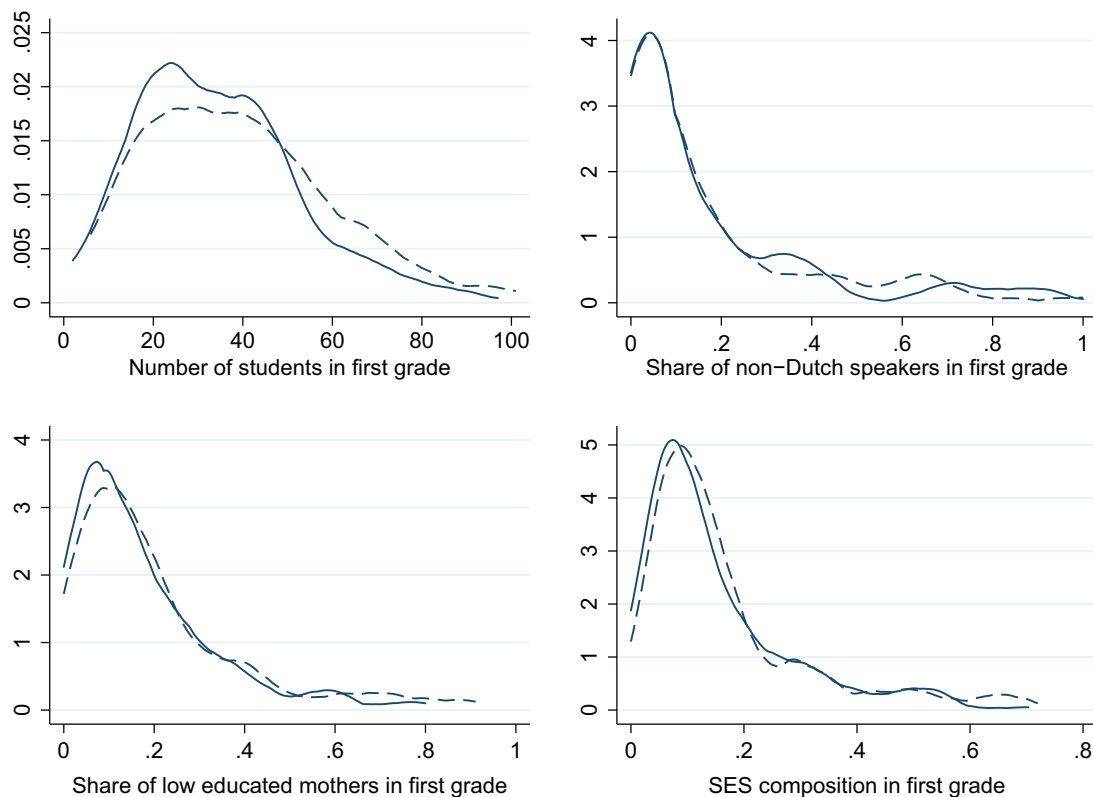 .025
.02
.015
.01
.005
0
0 20 40 60 80 100
Number of students in first grade
4
3
2
1
0
0 .2 .4 .6 .8 1
Share of non−Dutch speakers in first grade
4
3
2
1
0
0 .2 .4 .6 .8 1
Share of low educated mothers in first grade
5
4
3
2
1
0
0 .2 .4 .6 .8
SES composition in first grade